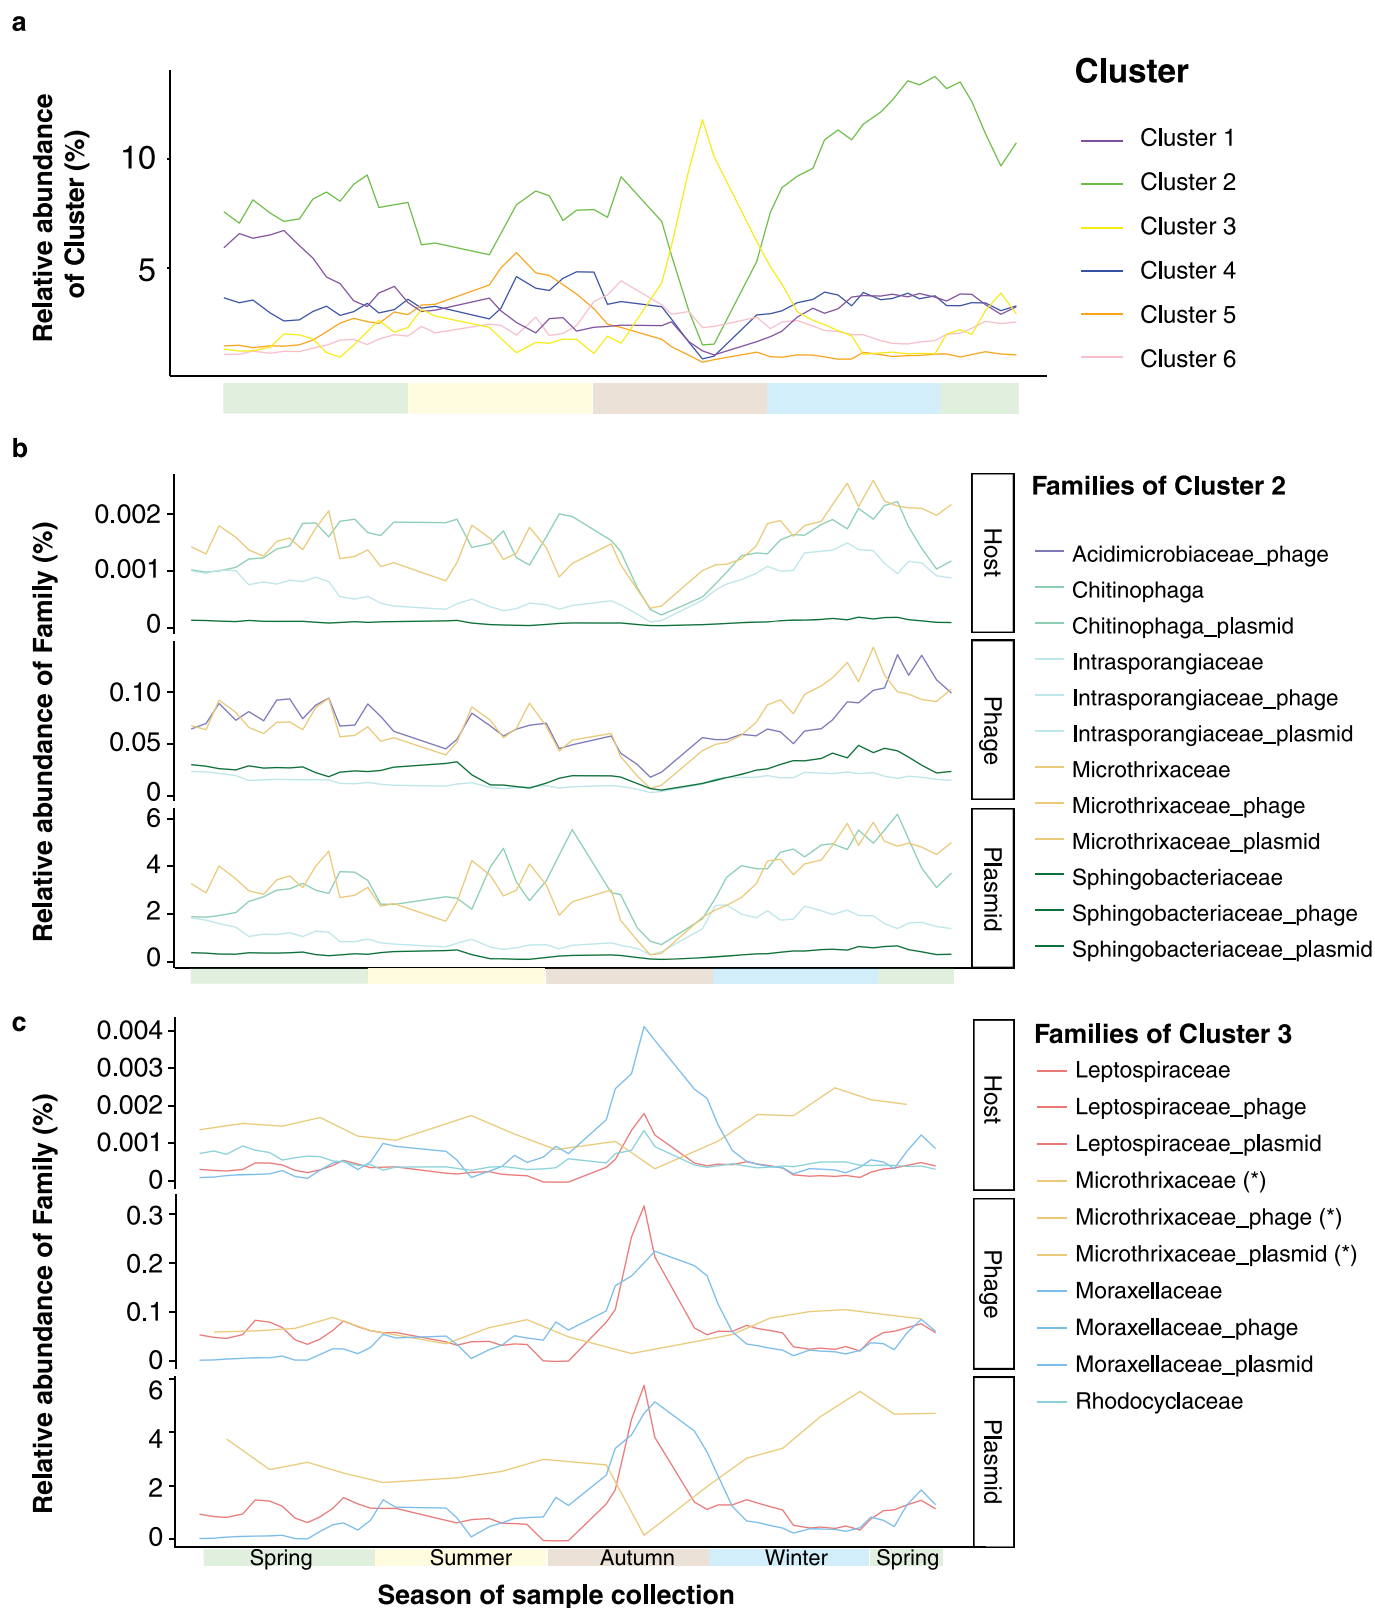 a
Relative abundance
of Cluster (%)
10
5
Cluster
Cluster 1
Cluster 2
Cluster 3
Cluster 4
Cluster 5
Cluster 6
b
Relative abundance of Family (%)
0.002
0.001
0
Host
0.10
0.05
0
Phage
6
4
2
0
Plasmid
Families of Cluster 2
Acidimicrobiaceae_phage
Chitinophaga
Chitinophaga_plasmid
Intrasporangiaceae
Intrasporangiaceae_phage
Intrasporangiaceae_plasmid
Microthrixaceae
Microthrixaceae_phage
Microthrixaceae_plasmid
Sphingobacteriaceae
Sphingobacteriaceae_phage
Sphingobacteriaceae_plasmid
c
Relative abundance of Family (%)
0.004
0.003
0.002
0.001
0
Host
0.3
0.2
0.1
0
Phage
6
4
2
0
Plasmid
Families of Cluster 3
Leptospiraceae
Leptospiraceae_phage
Leptospiraceae_plasmid
Microthrixaceae (*)
Microthrixaceae_phage (*)
Microthrixaceae_plasmid (*)
Moraxellaceae
Moraxellaceae_phage
Moraxellaceae_plasmid
Rhodocyclaceae
Spring Summer Autumn Winter Spring
Season of sample collection